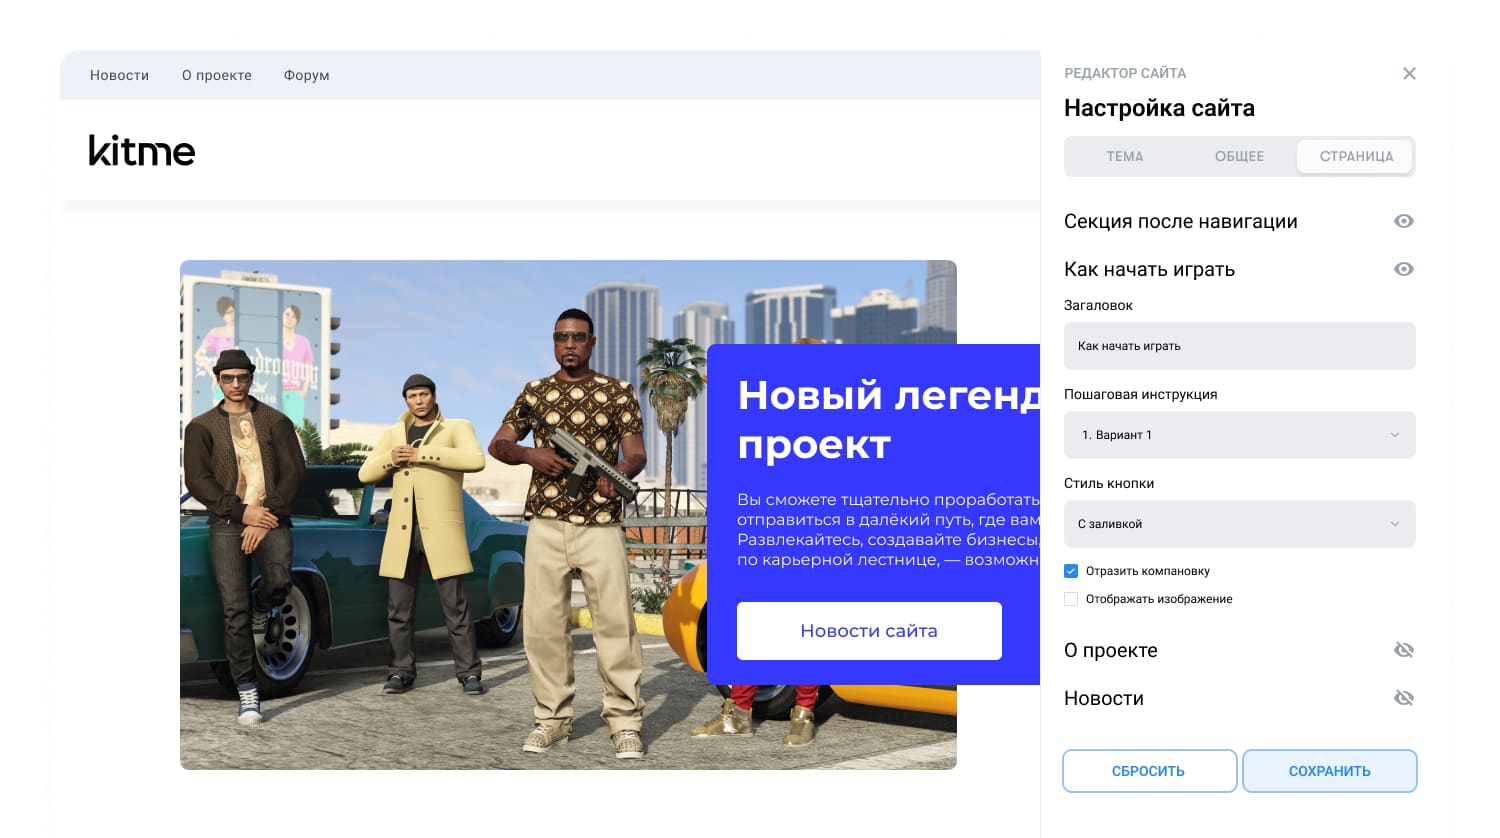 Новости О проекте Форум
kitme
Новый легенд
проект
Вы сможете тщательно проработать
отправиться в далёкий путь, где вам
Развлекайтесь, создавайте бизнесы,
по карьерной лестнице, — возможн
Новости сайта
РЕДАКТОР САЙТА
Настройка сайта
ТЕМА ОБЩЕЕ СТРАНИЦА
Секция после навигации
Как начать играть
Загаловок
Как начать играть
Пошаговая инструкция
1. Вариант 1
Стиль кнопки
С заливкой
Отразить компановку
Отображать изображение
О проекте
Новости
СБРОСИТЬ СОХРАНИТЬ